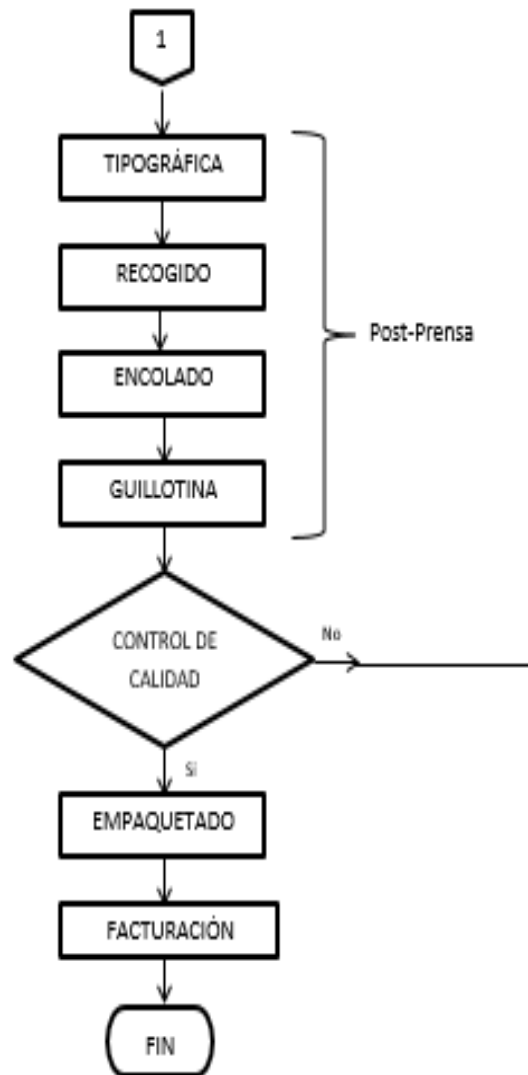 1
TIPOGRÁFICA
RECOGIDO
ENCOLADO
GUILLOTINA
Post-Prensa
CONTROL DE
CALIDAD
No
Si
EMPAQUETADO
FACTURACIÓN
FIN